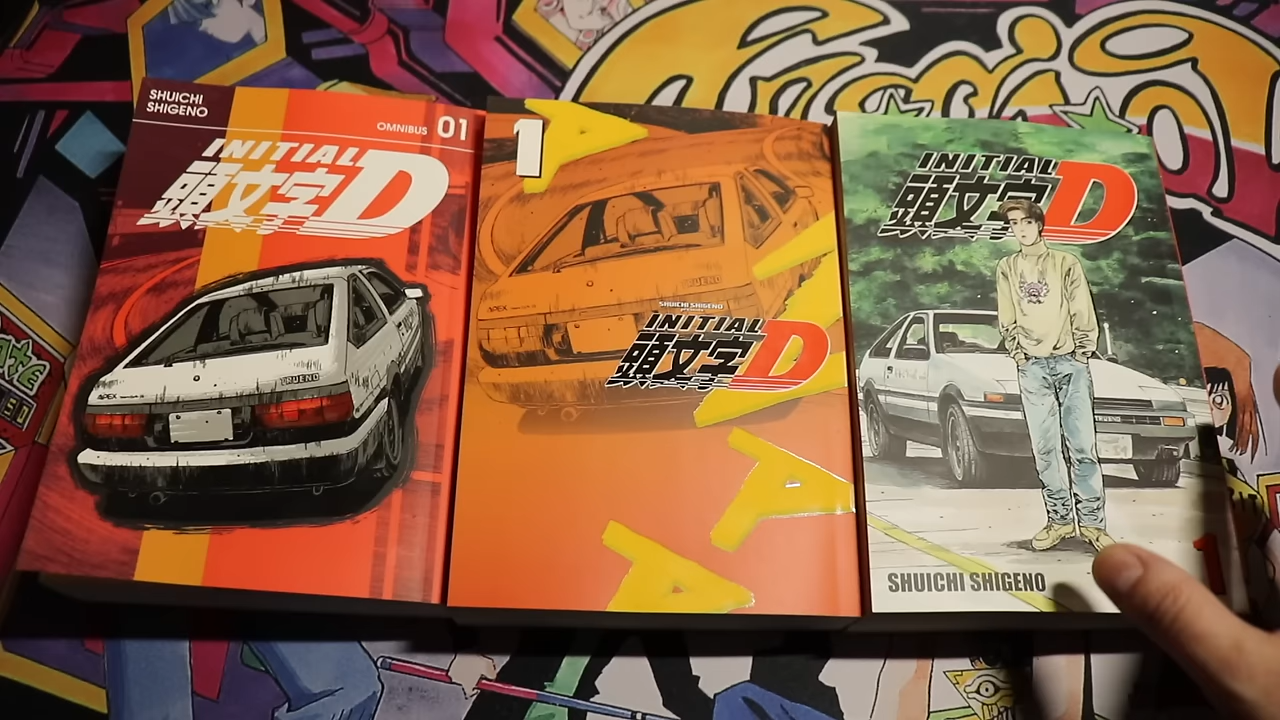 SHUICHI
SHIGENO
OMNIBUS 01
INITIAL
頭文字D
APEX
TRUENO
1
TRUENO
APEX
SHUICHI SHIGENO
INITIAL
頭文字D
INITIAL
頭文字D
SHUICHI SHIGENO
1